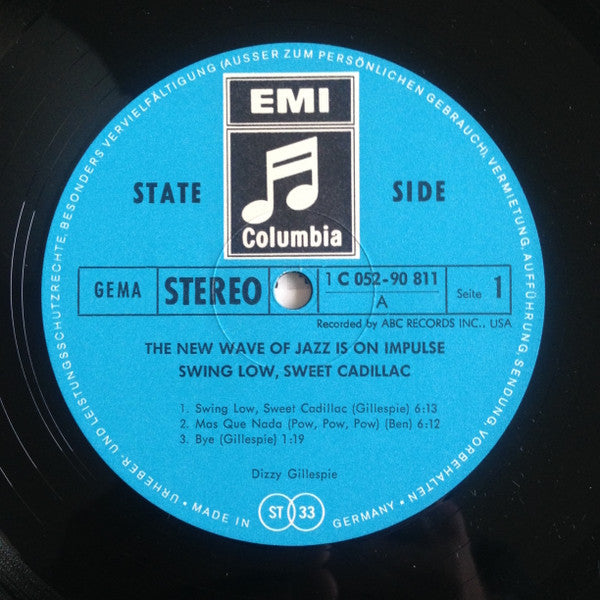 EMI
Columbia
STATE SIDE
GEMA STEREO 1 C 052-90 811 Seite 1
A
Recorded by ABC RECORDS INC., USA
THE NEW WAVE OF JAZZ IS ON IMPULSE
SWING LOW, SWEET CADILLAC
1. Swing Low, Sweet Cadillac (Gillespie) 6:13
2. Mas Que Nada (Pow, Pow, Pow) (Ben) 6:12
3. Bye (Gillespie) 1:19
Dizzy Gillespie
ST 33
URHEBER- UND LEISTUNGSSCHUTZRECHTE, BESONDERS VERVIELFÄLTIGUNG (AUSSER ZUM PERSÖNLICHEN GEBRAUCH), VERMIETUNG, AUFFÜHRUNG, SENDUNG, VORBEHALTEN •
• MADE IN GERMANY •